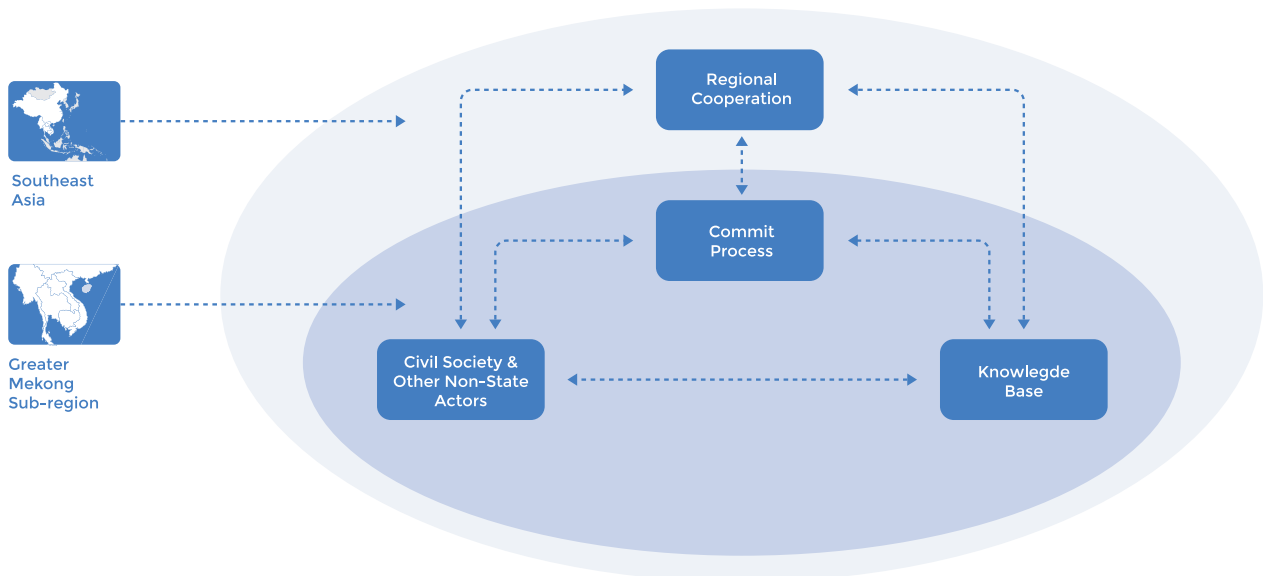 Southeast
Asia
Greater
Mekong
Sub-region
Regional
Cooperation
Commit
Process
Civil Society &
Other Non-State
Actors
Knowlegde
Base